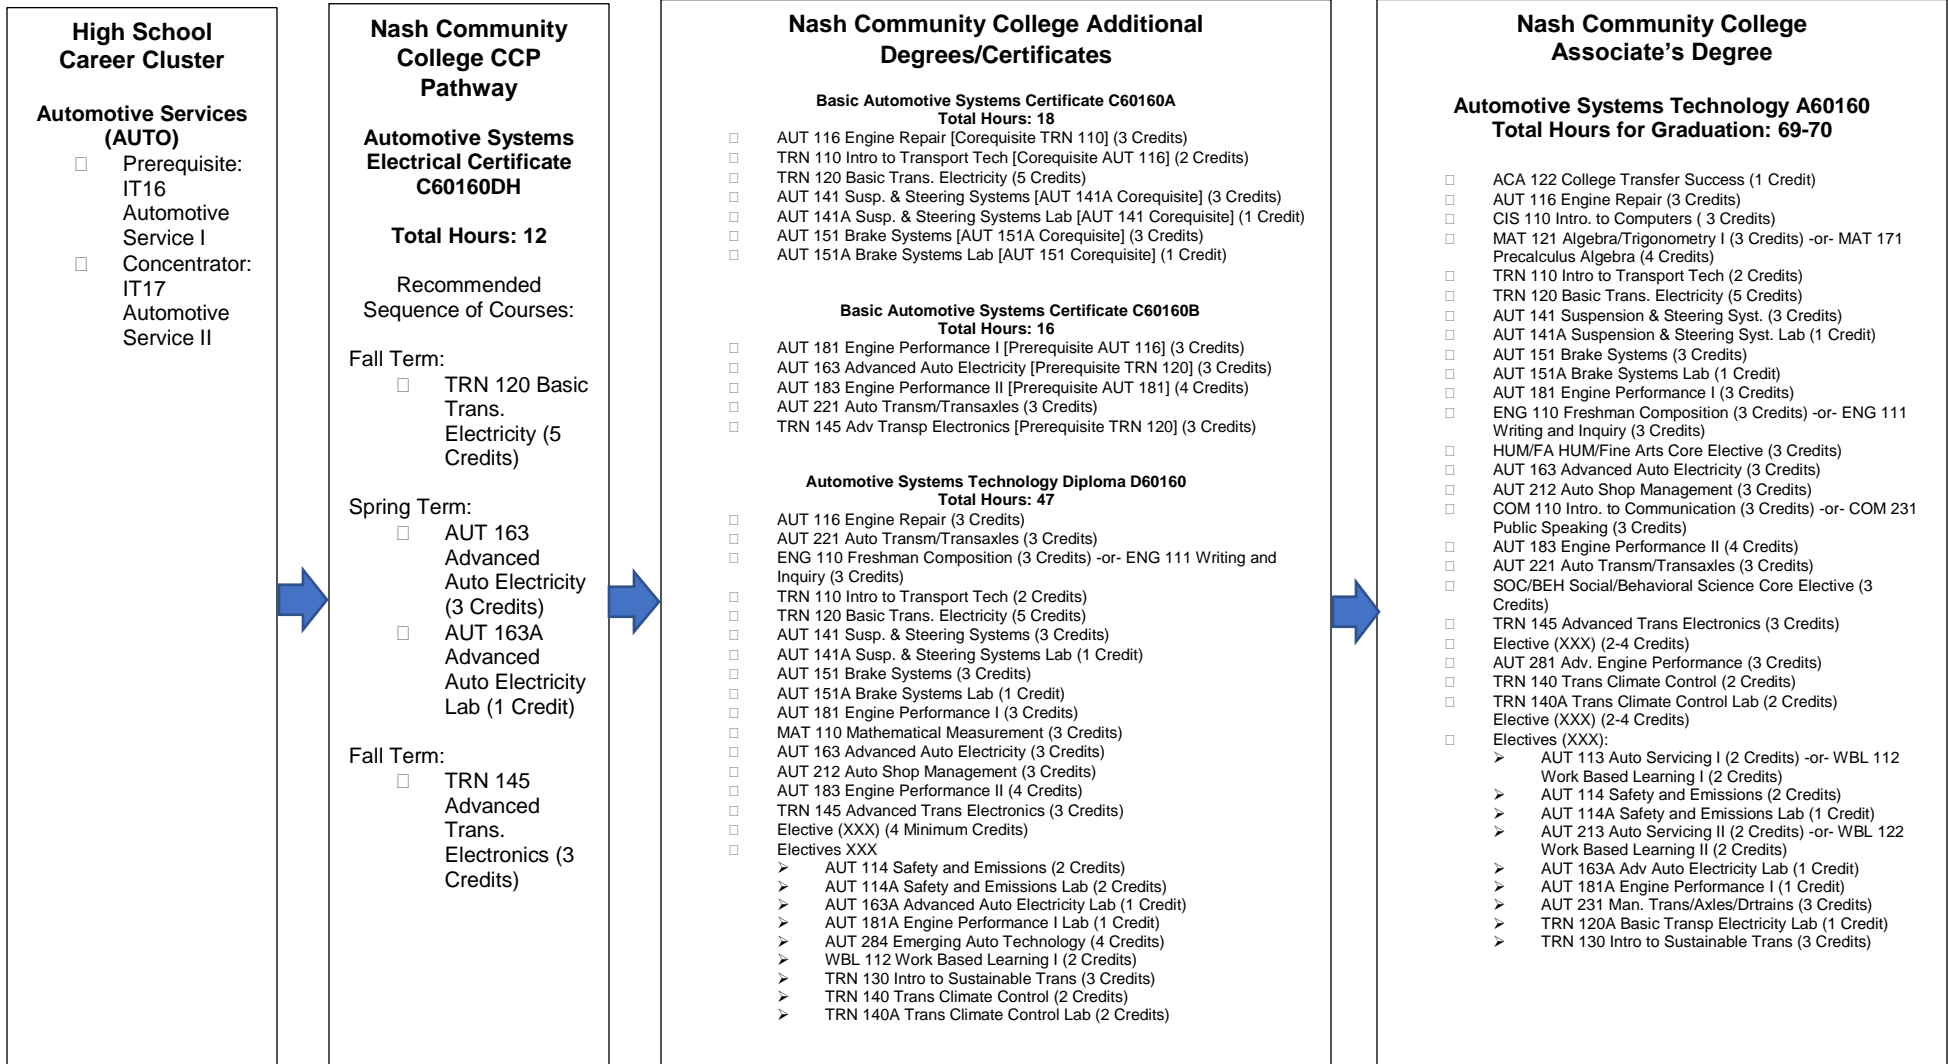 High School
Career Cluster
Automotive Services
(AUTO)
Prerequisite:
IT16
Automotive
Service I
Concentrator:
IT17
Automotive
Service II
Nash Community
College CCP
Pathway
Automotive Systems
Electrical Certificate
C60160DH
Total Hours: 12
Recommended
Sequence of Courses:
Fall Term:
TRN 120 Basic
Trans.
Electricity (5
Credits)
Spring Term:
AUT 163
Advanced
Auto Electricity
(3 Credits)
AUT 163A
Advanced
Auto Electricity
Lab (1 Credit)
Fall Term:
TRN 145
Advanced
Trans.
Electronics (3
Credits)
Nash Community College Additional
Degrees/Certificates
Basic Automotive Systems Certificate C60160A
Total Hours: 18
AUT 116 Engine Repair [Corequisite TRN 110] (3 Credits)
TRN 110 Intro to Transport Tech [Corequisite AUT 116] (2 Credits)
TRN 120 Basic Trans. Electricity (5 Credits)
AUT 141 Susp. & Steering Systems [AUT 141A Corequisite] (3 Credits)
AUT 141A Susp. & Steering Systems Lab [AUT 141 Corequisite] (1 Credit)
AUT 151 Brake Systems [AUT 151A Corequisite] (3 Credits)
AUT 151A Brake Systems Lab [AUT 151 Corequisite] (1 Credit)
Basic Automotive Systems Certificate C60160B
Total Hours: 16
AUT 181 Engine Performance I [Prerequisite AUT 116] (3 Credits)
AUT 163 Advanced Auto Electricity [Prerequisite TRN 120] (3 Credits)
AUT 183 Engine Performance II [Prerequisite AUT 181] (4 Credits)
AUT 221 Auto Transm/Transaxles (3 Credits)
TRN 145 Adv Transp Electronics [Prerequisite TRN 120] (3 Credits)
Automotive Systems Technology Diploma D60160
Total Hours: 47
AUT 116 Engine Repair (3 Credits)
AUT 221 Auto Transm/Transaxles (3 Credits)
ENG 110 Freshman Composition (3 Credits) -or- ENG 111 Writing and
Inquiry (3 Credits)
TRN 110 Intro to Transport Tech (2 Credits)
TRN 120 Basic Trans. Electricity (5 Credits)
AUT 141 Susp. & Steering Systems (3 Credits)
AUT 141A Susp. & Steering Systems Lab (1 Credit)
AUT 151 Brake Systems (3 Credits)
AUT 151A Brake Systems Lab (1 Credit)
AUT 181 Engine Performance I (3 Credits)
MAT 110 Mathematical Measurement (3 Credits)
AUT 163 Advanced Auto Electricity (3 Credits)
AUT 212 Auto Shop Management (3 Credits)
AUT 183 Engine Performance II (4 Credits)
TRN 145 Advanced Trans Electronics (3 Credits)
Elective (XXX) (4 Minimum Credits)
Electives XXX
AUT 114 Safety and Emissions (2 Credits)
AUT 114A Safety and Emissions Lab (2 Credits)
AUT 163A Advanced Auto Electricity Lab (1 Credit)
AUT 181A Engine Performance I Lab (1 Credit)
AUT 284 Emerging Auto Technology (4 Credits)
WBL 112 Work Based Learning I (2 Credits)
TRN 130 Intro to Sustainable Trans (3 Credits)
TRN 140 Trans Climate Control (2 Credits)
TRN 140A Trans Climate Control Lab (2 Credits)
Nash Community College
Associate's Degree
Automotive Systems Technology A60160
Total Hours for Graduation: 69-70
ACA 122 College Transfer Success (1 Credit)
AUT 116 Engine Repair (3 Credits)
CIS 110 Intro. to Computers ( 3 Credits)
MAT 121 Algebra/Trigonometry I (3 Credits) -or- MAT 171
Precalculus Algebra (4 Credits)
TRN 110 Intro to Transport Tech (2 Credits)
TRN 120 Basic Trans. Electricity (5 Credits)
AUT 141 Suspension & Steering Syst. (3 Credits)
AUT 141A Suspension & Steering Syst. Lab (1 Credit)
AUT 151 Brake Systems (3 Credits)
AUT 151A Brake Systems Lab (1 Credit)
AUT 181 Engine Performance I (3 Credits)
ENG 110 Freshman Composition (3 Credits) -or- ENG 111
Writing and Inquiry (3 Credits)
HUM/FA HUM/Fine Arts Core Elective (3 Credits)
AUT 163 Advanced Auto Electricity (3 Credits)
AUT 212 Auto Shop Management (3 Credits)
COM 110 Intro. to Communication (3 Credits) -or- COM 231
Public Speaking (3 Credits)
AUT 183 Engine Performance II (4 Credits)
AUT 221 Auto Transm/Transaxles (3 Credits)
SOC/BEH Social/Behavioral Science Core Elective (3
Credits)
TRN 145 Advanced Trans Electronics (3 Credits)
Elective (XXX) (2-4 Credits)
AUT 281 Adv. Engine Performance (3 Credits)
TRN 140 Trans Climate Control (2 Credits)
TRN 140A Trans Climate Control Lab (2 Credits)
Elective (XXX) (2-4 Credits)
Electives (XXX):
AUT 113 Auto Servicing I (2 Credits) -or- WBL 112
Work Based Learning I (2 Credits)
AUT 114 Safety and Emissions (2 Credits)
AUT 114A Safety and Emissions Lab (1 Credit)
AUT 213 Auto Servicing II (2 Credits) -or- WBL 122
Work Based Learning II (2 Credits)
AUT 163A Adv Auto Electricity Lab (1 Credit)
AUT 181A Engine Performance I (1 Credit)
AUT 231 Man. Trans/Axles/Drtrains (3 Credits)
TRN 120A Basic Transp Electricity Lab (1 Credit)
TRN 130 Intro to Sustainable Trans (3 Credits)